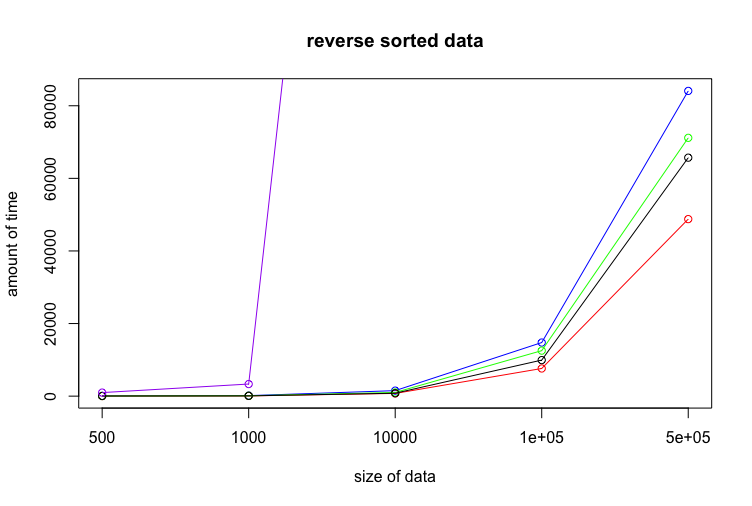 reverse sorted data
amount of time
80000
60000
40000
20000
0
500 1000 10000 1e+05 5e+05
size of data